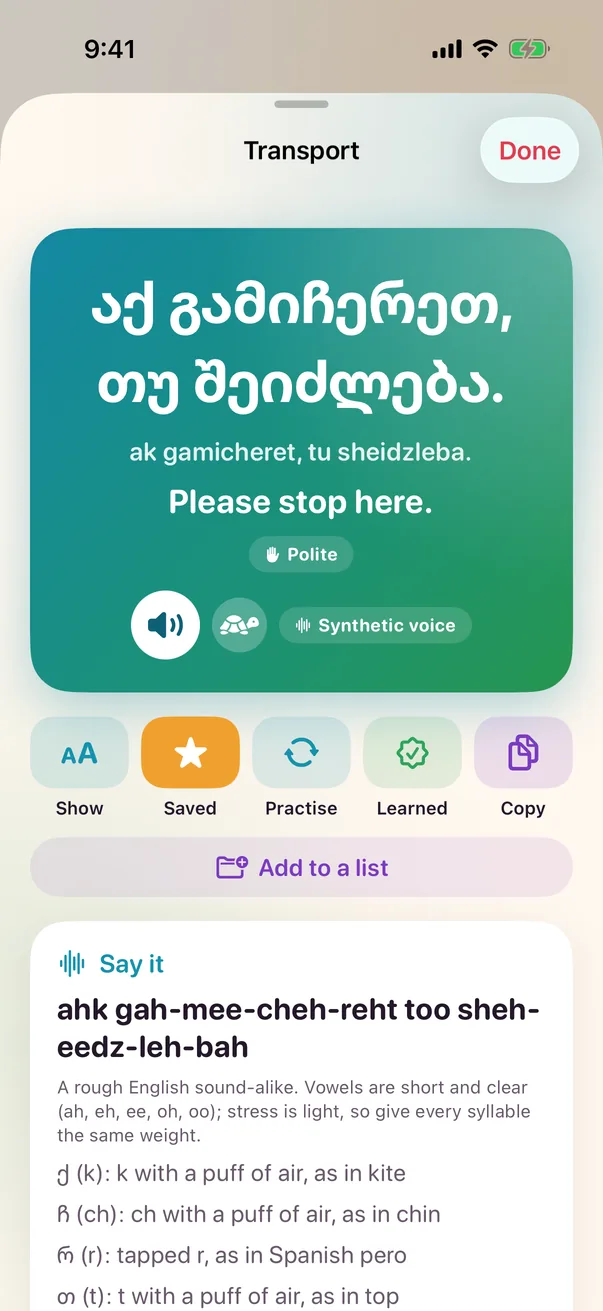 9:41
Transport
Done
აქ გამიჩერეთ,
თუ შეიძლება.
ak gamicheret, tu sheidzleba.
Please stop here.
Polite
Synthetic voice
AA
Show
Saved
Practise
Learned
Copy
Add to a list
Say it
ahk gah-mee-cheh-reht too sheh-
eedz-leh-bah
A rough English sound-alike. Vowels are short and clear
(ah, eh, ee, oh, oo); stress is light, so give every syllable
the same weight.
ქ (k): k with a puff of air, as in kite
ჩ (ch): ch with a puff of air, as in chin
რ (r): tapped r, as in Spanish pero
თ (t): t with a puff of air, as in top